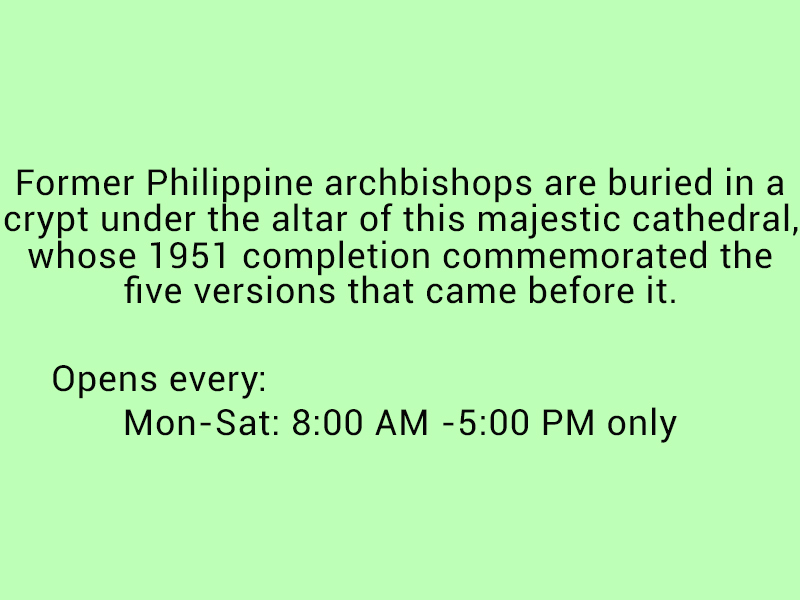 Former Philippine archbishops are buried in a
crypt under the altar of this majestic cathedral,
whose 1951 completion commemorated the
five versions that came before it.
Opens every:
Mon-Sat: 8:00 AM -5:00 PM only